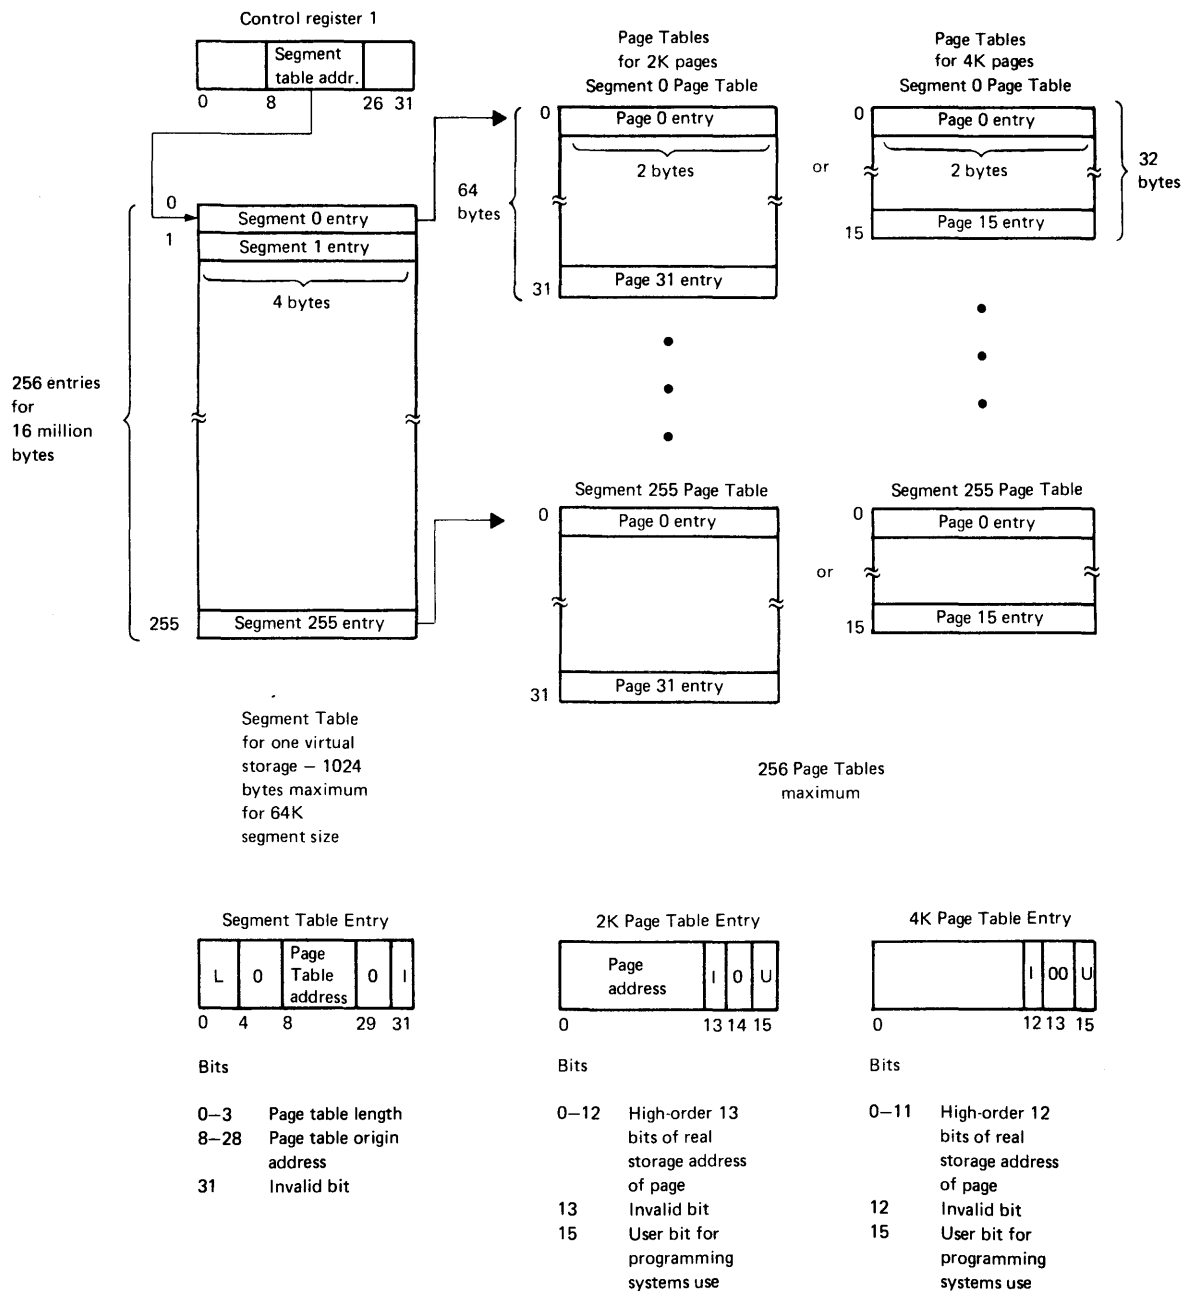 Control register 1
Segment
table addr.
0 8 26 31
Page Tables
for 2K pages
Segment 0 Page Table
0
Page 0 entry
2 bytes
64
bytes
31
Page 31 entry
or
Page Tables
for 4K pages
Segment 0 Page Table
0
Page 0 entry
2 bytes
32
bytes
15
Page 15 entry
0
Segment 0 entry
1
Segment 1 entry
4 bytes
256 entries
for
16 million
bytes
255
Segment 255 entry
Segment 255 Page Table
0
Page 0 entry
31
Page 31 entry
or
Segment 255 Page Table
0
Page 0 entry
15
Page 15 entry
Segment Table
for one virtual
storage – 1024
bytes maximum
for 64K
segment size
256 Page Tables
maximum
Segment Table Entry
L 0
Page
Table
address
0 I
0 4 8 29 31
Bits
0–3 Page table length
8–28 Page table origin
address
31 Invalid bit
2K Page Table Entry
Page
address
I 0 U
0 13 14 15
Bits
0–12 High-order 13
bits of real
storage address
of page
13 Invalid bit
15 User bit for
programming
systems use
4K Page Table Entry
I 00 U
0 12 13 15
Bits
0–11 High-order 12
bits of real
storage address
of page
12 Invalid bit
15 User bit for
programming
systems use